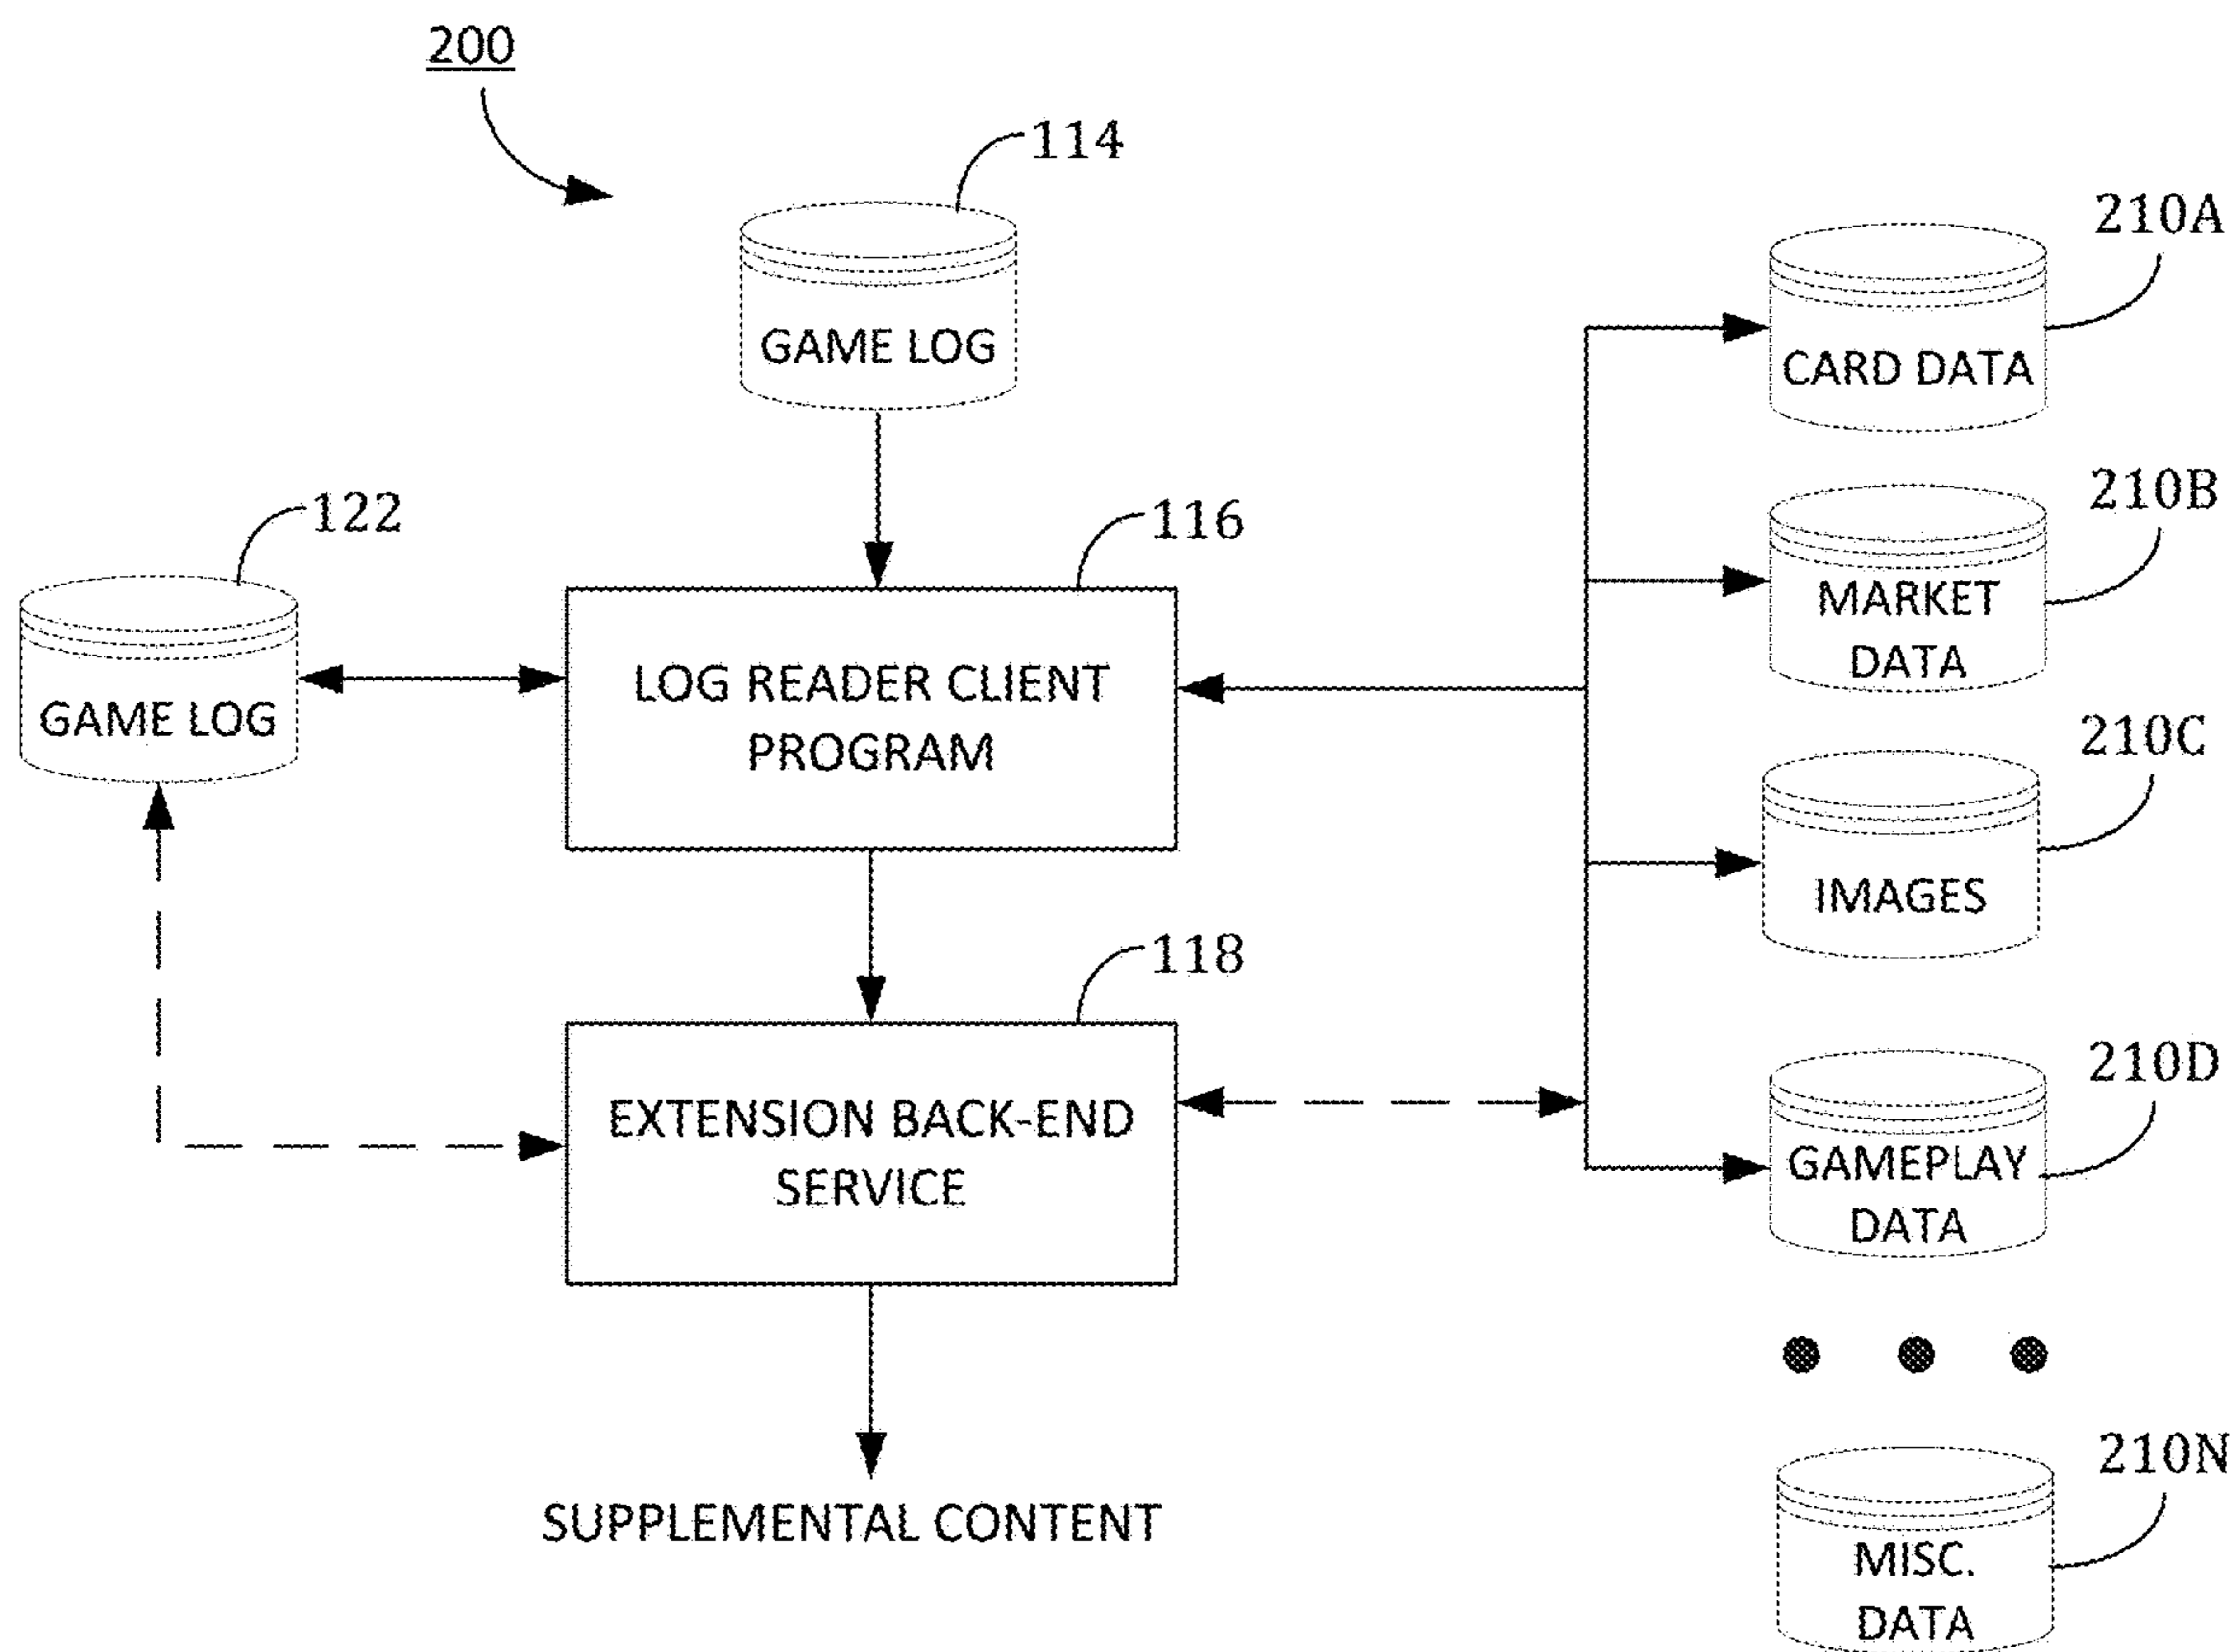 200
114
GAME LOG
210A
CARD DATA
210B
MARKET
DATA
122
GAME LOG
116
LOG READER CLIENT
PROGRAM
210C
IMAGES
118
EXTENSION BACK-END
SERVICE
210D
GAMEPLAY
DATA
SUPPLEMENTAL CONTENT
210N
MISC.
DATA